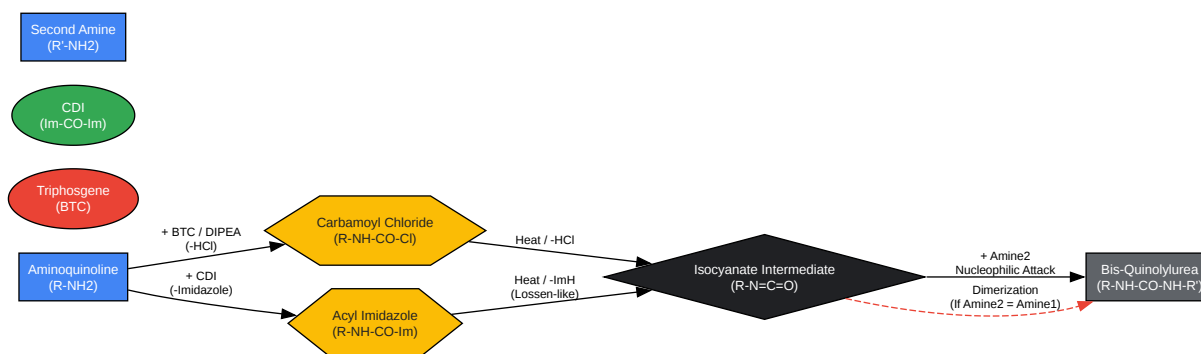 Second Amine
(R'-NH2)
CDI
(Im-CO-Im)
Triphosgene
(BTC)
Aminoquinoline
(R-NH2)
+ BTC / DIPEA
(-HCl)
+ CDI
(-Imidazole)
Carbamoyl Chloride
(R-NH-CO-Cl)
Acyl Imidazole
(R-NH-CO-Im)
Heat / -HCl
Heat / -ImH
(Lossen-like)
Isocyanate Intermediate
(R-N=C=O)
+ Amine2
Nucleophilic Attack
Dimerization
(If Amine2 = Amine1)
Bis-Quinolylurea
(R-NH-CO-NH-R')